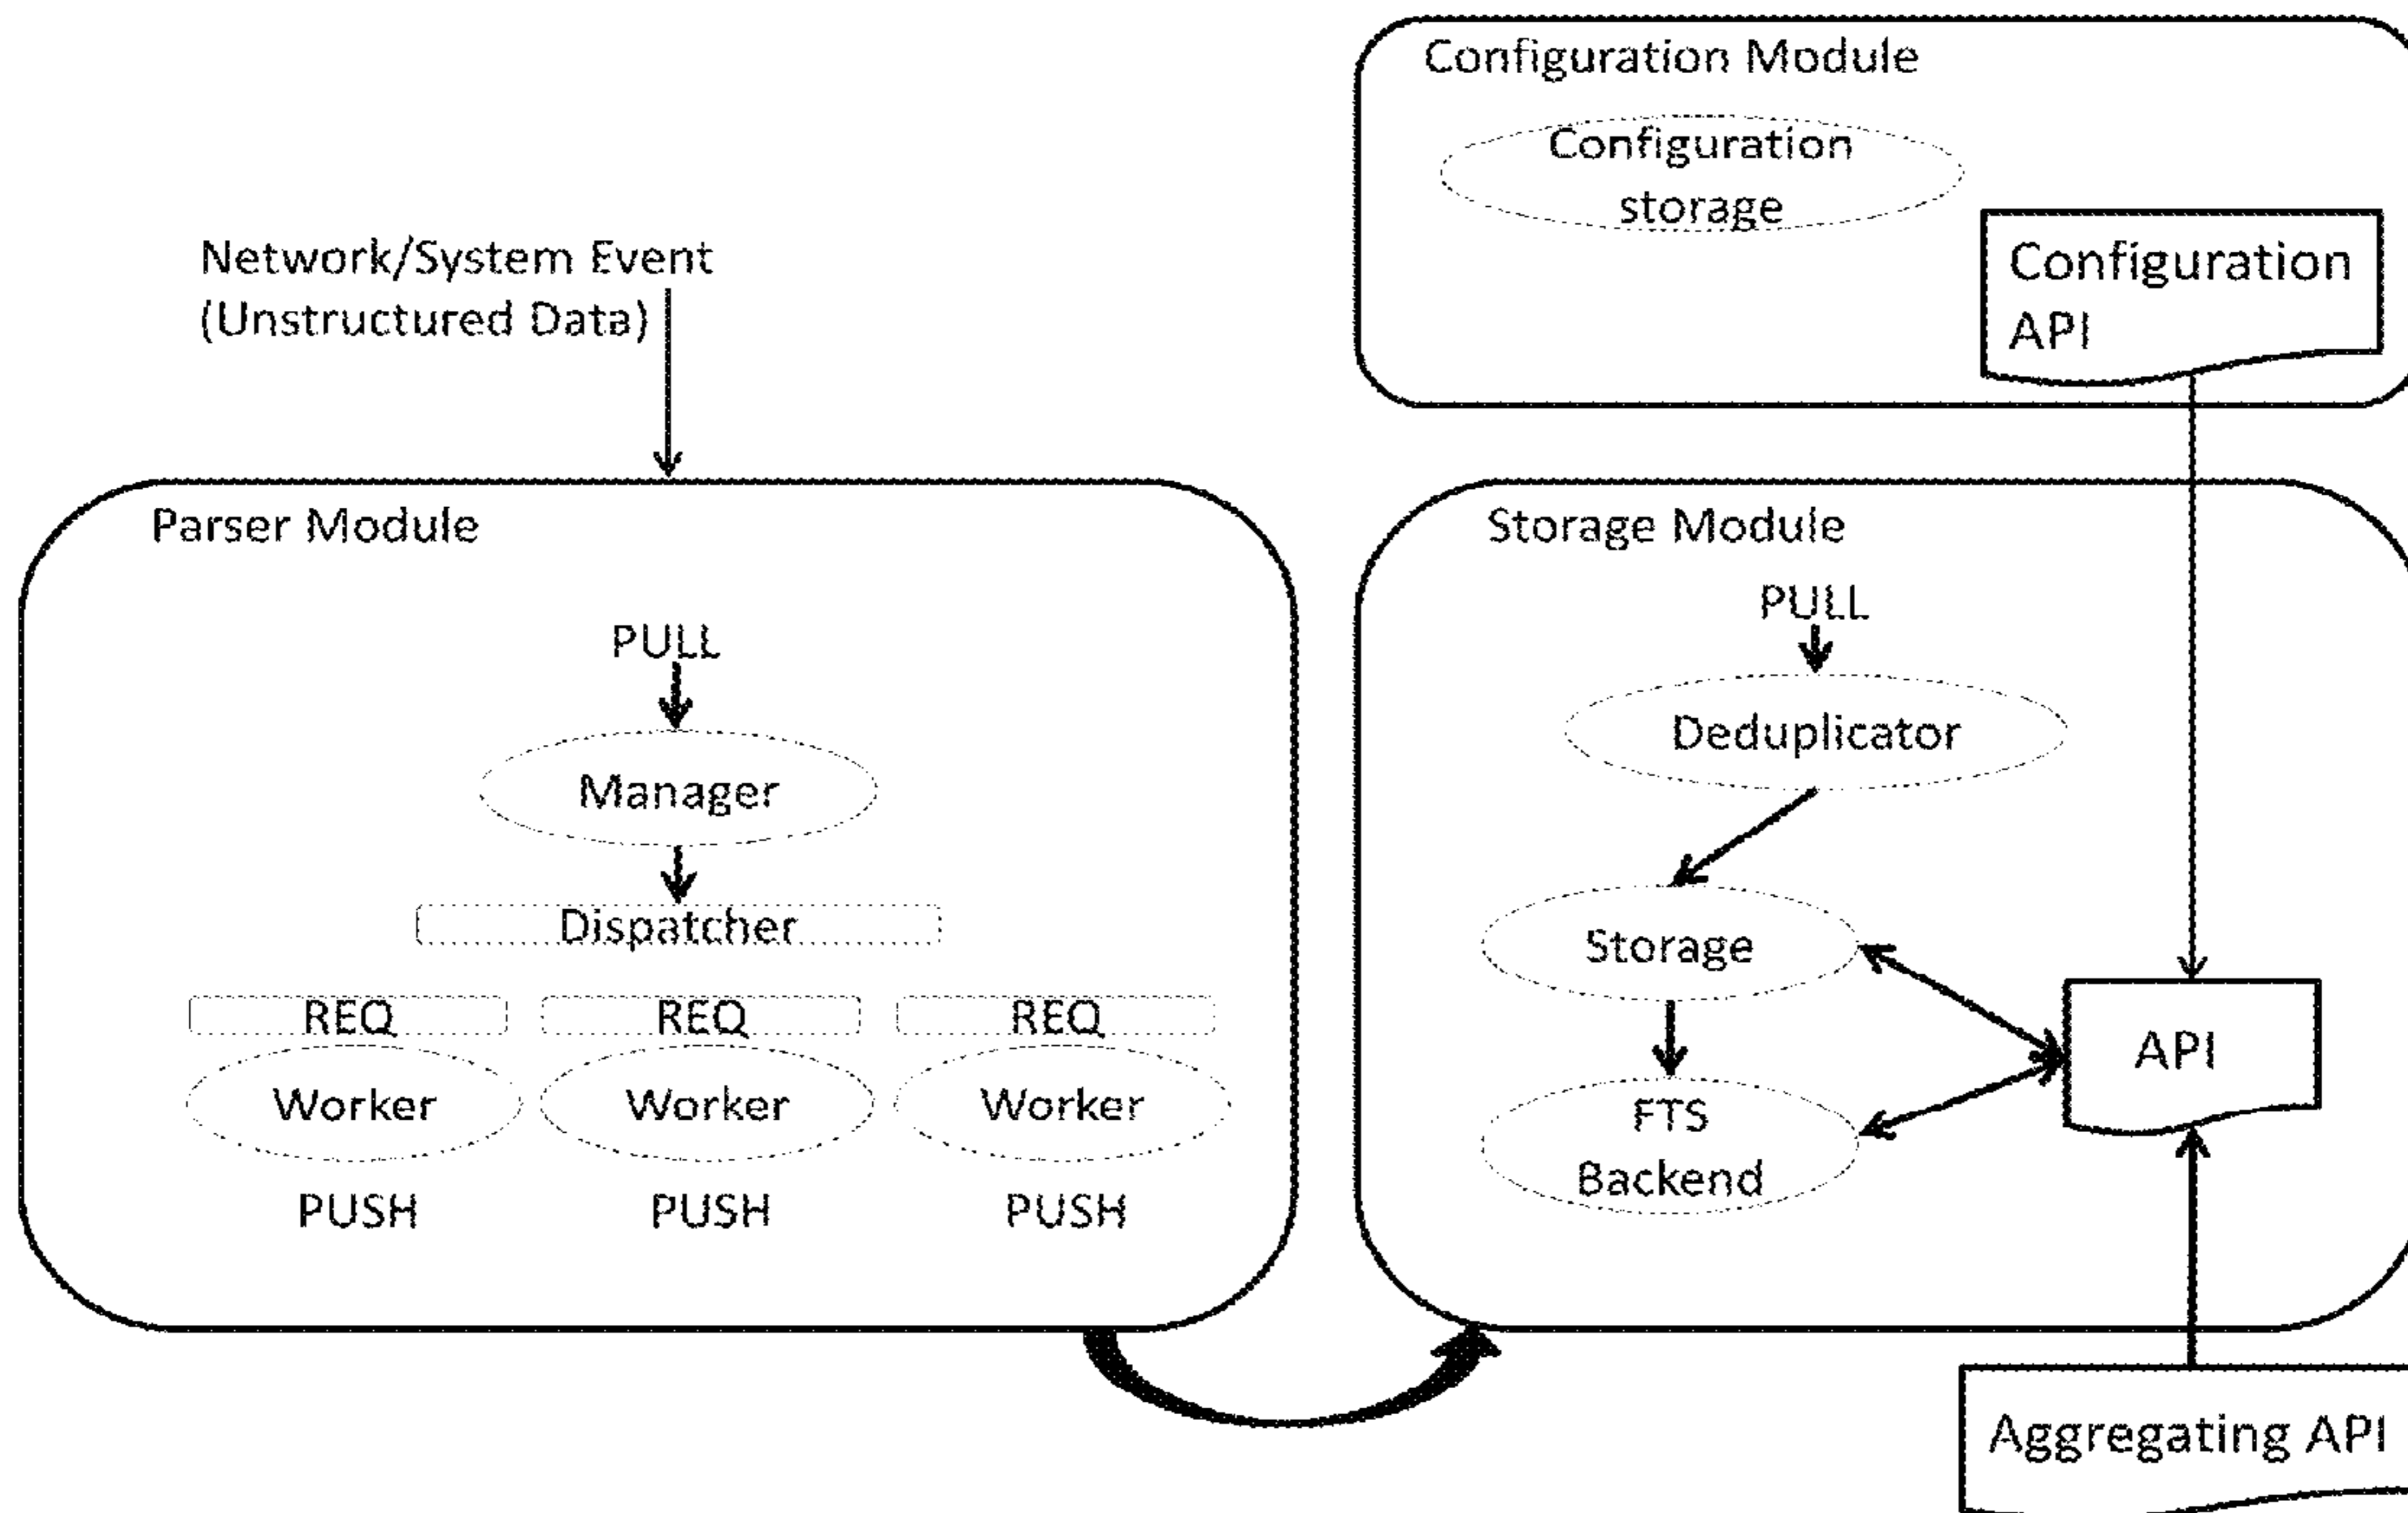 Configuration Module
Configuration
storage
Configuration
API
Network/System Event
(Unstructured Data)
Parser Module
PULL
Manager
Dispatcher
REQ REQ REQ
Worker Worker Worker
PUSH PUSH PUSH
Storage Module
PULL
Deduplicator
Storage
FTS
Backend
API
Aggregating API